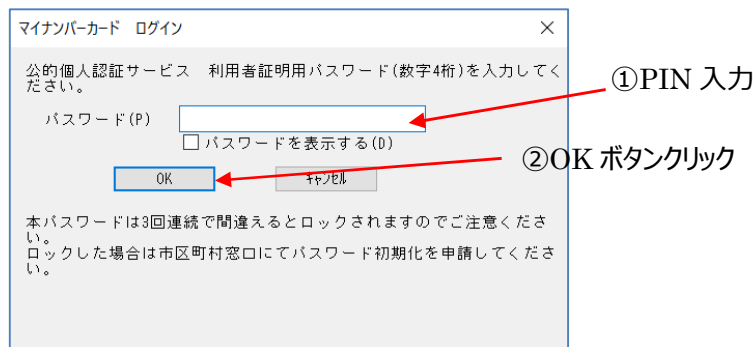 マイナンバーカード ログイン
公的個人認証サービス 利用者証明用パスワード(数字4桁)を入力してく
ださい。
①PIN 入力
パスワード(P)
パスワードを表示する(D)
②OK ボタンクリック
OK
キャンセル
本パスワードは3回連続で間違えるとロックされますのでご注意くださ
い。
ロックした場合は市区町村窓口にてパスワード初期化を申請してくださ
い。